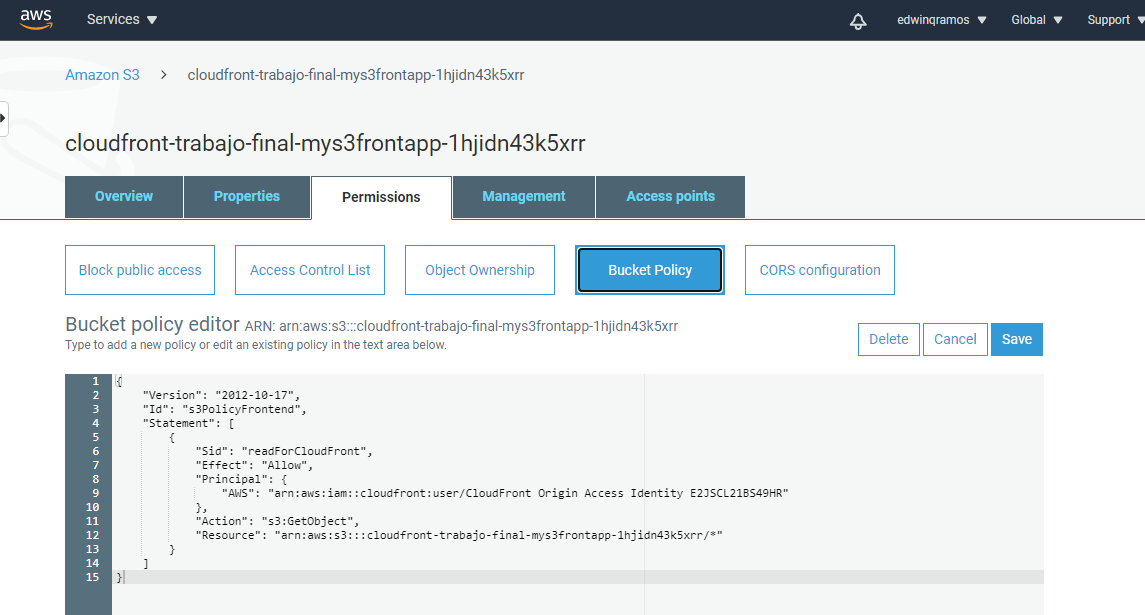 aws Services edwinqramos Global Support
Amazon S3 > cloudfront-trabajo-final-mys3frontapp-1hjidn43k5xrr
cloudfront-trabajo-final-mys3frontapp-1hjidn43k5xrr
Overview Properties Permissions Management Access points
Block public access Access Control List Object Ownership Bucket Policy CORS configuration
Bucket policy editor ARN: arn:aws:s3:::cloudfront-trabajo-final-mys3frontapp-1hjidn43k5xrr
Type to add a new policy or edit an existing policy in the text area below.
Delete Cancel Save
1 {
2 "Version": "2012-10-17",
3 "Id": "s3PolicyFrontend",
4 "Statement": [
5 {
6 "Sid": "readForCloudFront",
7 "Effect": "Allow",
8 "Principal": {
9 "AWS": "arn:aws:iam::cloudfront:user/CloudFront Origin Access Identity E2JSCL21BS49HR"
10 },
11 "Action": "s3:GetObject",
12 "Resource": "arn:aws:s3:::cloudfront-trabajo-final-mys3frontapp-1hjidn43k5xrr/*"
13 }
14 ]
15 }